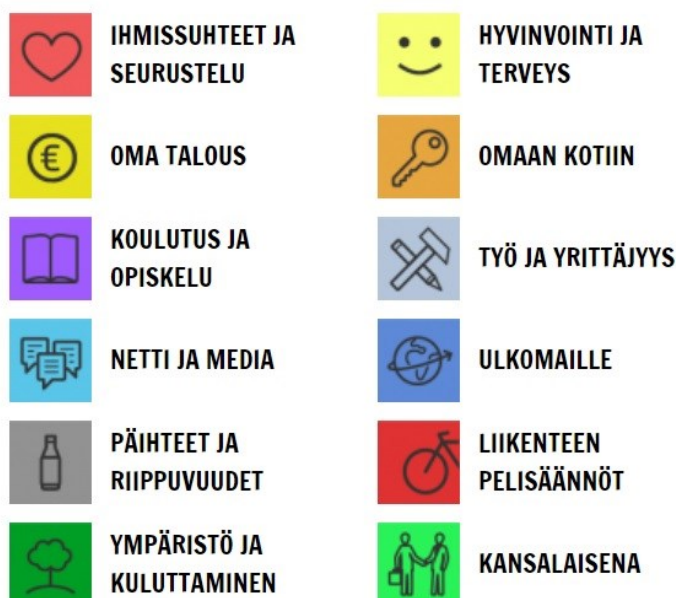 IHMISSUHTEET JA
SEURUSTELU
HYVINVOINTI JA
TERVEYS
OMA TALOUS
OMAAN KOTIIN
KOULUTUS JA
OPISKELU
TYÖ JA YRITTÄJYYS
NETTI JA MEDIA
ULKOMAILLE
PÄIHTEET JA
RIIPPUVUUDET
LIIKENTEEN
PELISÄÄNNÖT
YMPÄRISTÖ JA
KULUTTAMINEN
KANSALAISENA